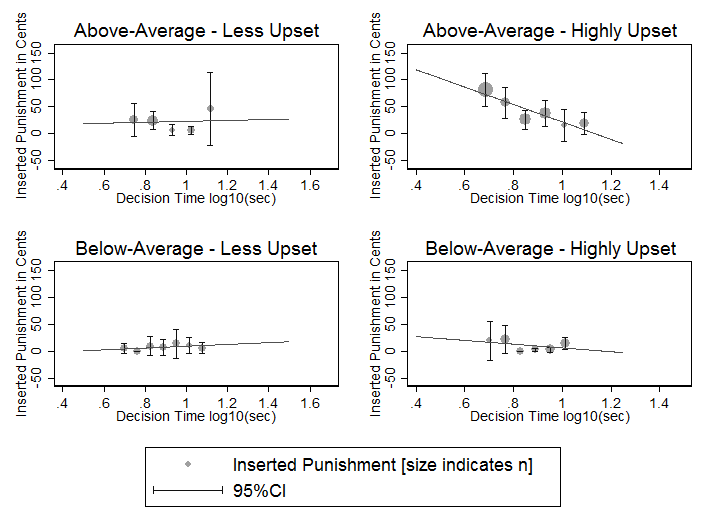 Above-Average - Less Upset
Above-Average - Highly Upset
Inserted Punishment in Cents
-50 0 50 100 150
.4 .6 .8 1 1.2 1.4 1.6
Decision Time log10(sec)
Inserted Punishment in Cents
-50 0 50 100 150
.4 .6 .8 1 1.2 1.4
Decision Time log10(sec)
Below-Average - Less Upset
Below-Average - Highly Upset
Inserted Punishment in Cents
-50 0 50 100 150
.4 .6 .8 1 1.2 1.4 1.6
Decision Time log10(sec)
Inserted Punishment in Cents
-50 0 50 100 150
.4 .6 .8 1 1.2 1.4
Decision Time log10(sec)
Inserted Punishment [size indicates n]
95%CI